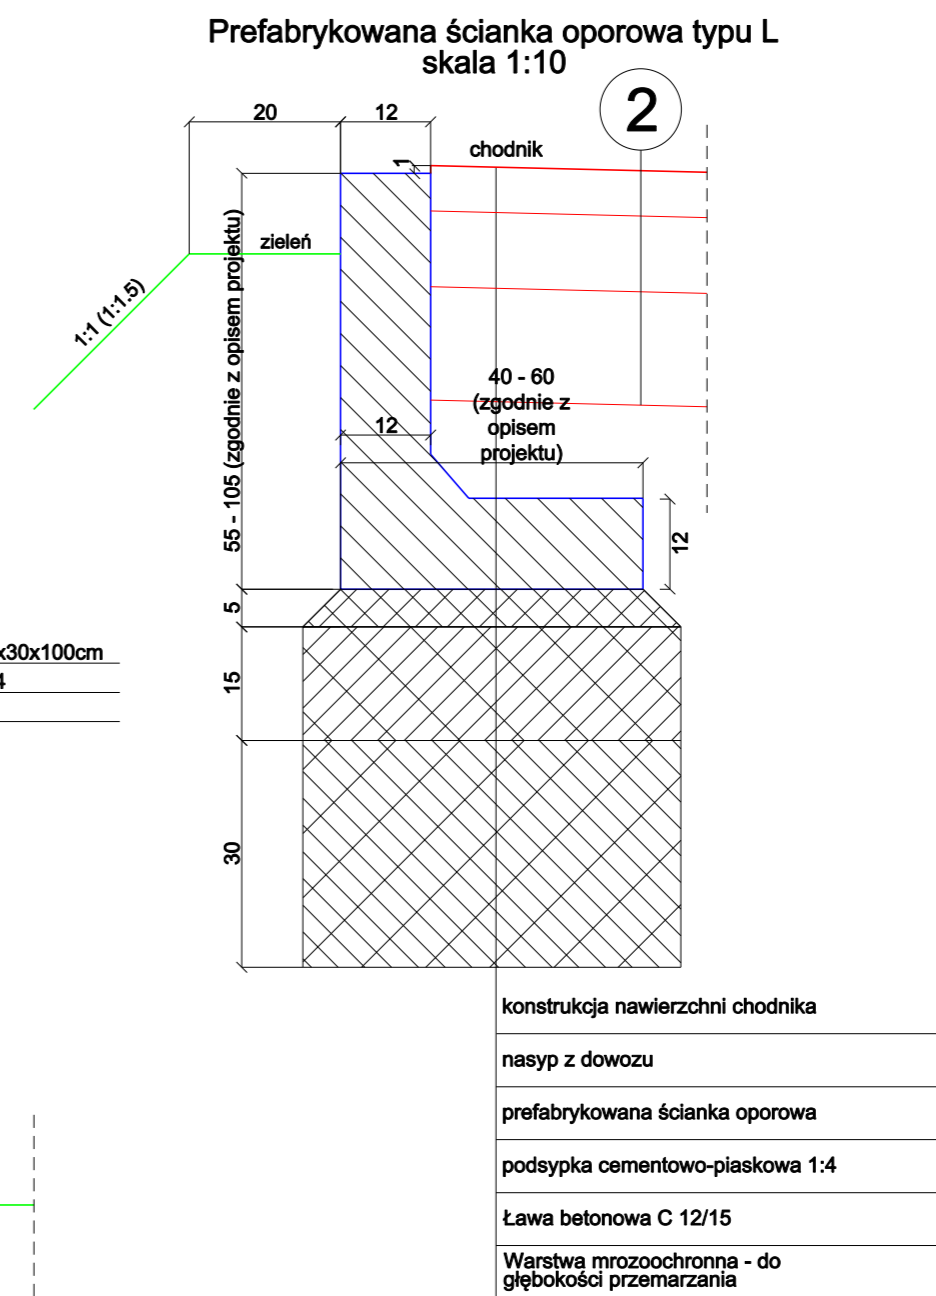 Prefabrykowana ścianka oporowa typu L
skala 1:10
20
12
2
1
chodnik
zieleń
1:1 (1:1.5)
55 - 105 (zgodnie z opisem projektu)
40 - 60
(zgodnie z
opisem
projektu)
12
12
5
x30x100cm
4
15
30
konstrukcja nawierzchni chodnika
nasyp z dowozu
prefabrykowana ścianka oporowa
podsypka cementowo-piaskowa 1:4
Ława betonowa C 12/15
Warstwa mrozoochronna - do
głębokości przemarzania